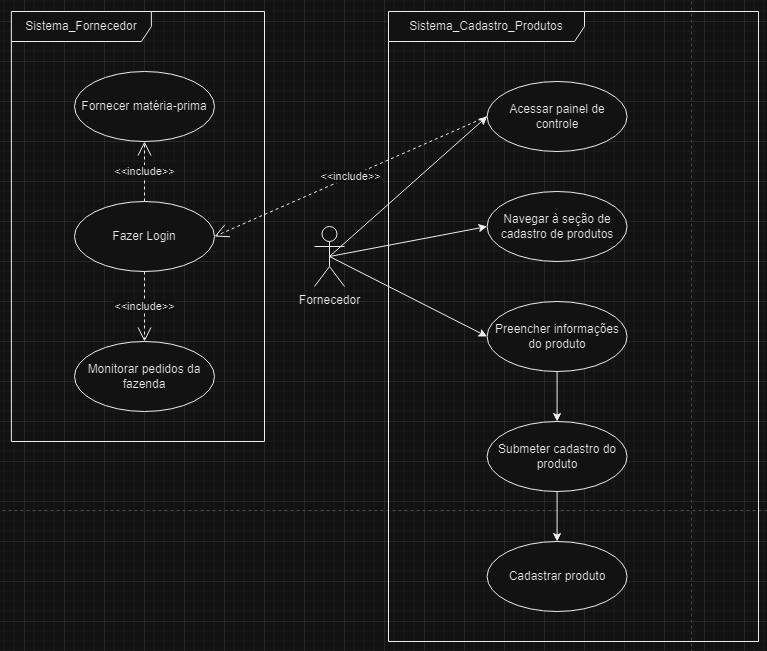 Sistema_Fornecedor
Fornecer matéria-prima
<<include>>
Fazer Login
<<include>>
Monitorar pedidos da
fazenda
<<include>>
Fornecedor
Sistema_Cadastro_Produtos
Acessar painel de
controle
Navegar à seção de
cadastro de produtos
Preencher informações
do produto
Submeter cadastro do
produto
Cadastrar produto